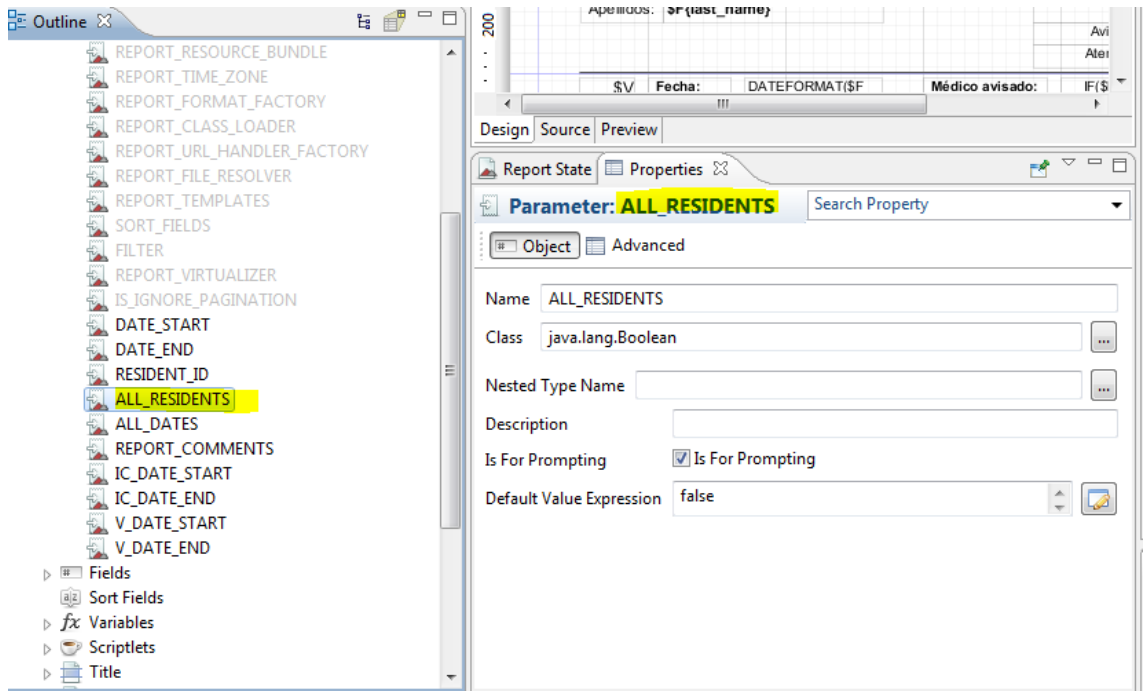 Outline
REPORT_RESOURCE_BUNDLE
REPORT_TIME_ZONE
REPORT_FORMAT_FACTORY
REPORT_CLASS_LOADER
REPORT_URL_HANDLER_FACTORY
REPORT_FILE_RESOLVER
REPORT_TEMPLATES
SORT_FIELDS
FILTER
REPORT_VIRTUALIZER
IS_IGNORE_PAGINATION
DATE_START
DATE_END
RESIDENT_ID
ALL_RESIDENTS
ALL_DATES
REPORT_COMMENTS
IC_DATE_START
IC_DATE_END
V_DATE_START
V_DATE_END
Fields
Sort Fields
fx Variables
Scriptlets
Title
200
Apellidos: $F{last_name}
Avi
Ater
$V Fecha: DATEFORMAT($F Médico avisado: IF($
Design Source Preview
Report State Properties
Parameter: ALL_RESIDENTS Search Property
Object Advanced
Name ALL_RESIDENTS
Class java.lang.Boolean ...
Nested Type Name ...
Description
Is For Prompting Is For Prompting
Default Value Expression false